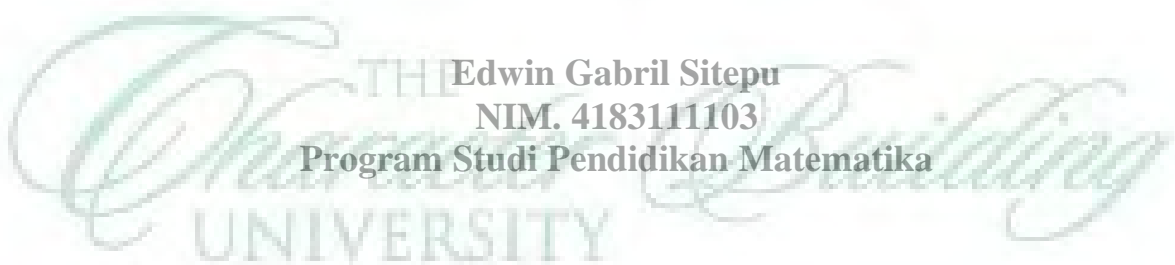 THE
Character Building
UNIVERSITY
Edwin Gabril Sitepu
NIM. 4183111103
Program Studi Pendidikan Matematika